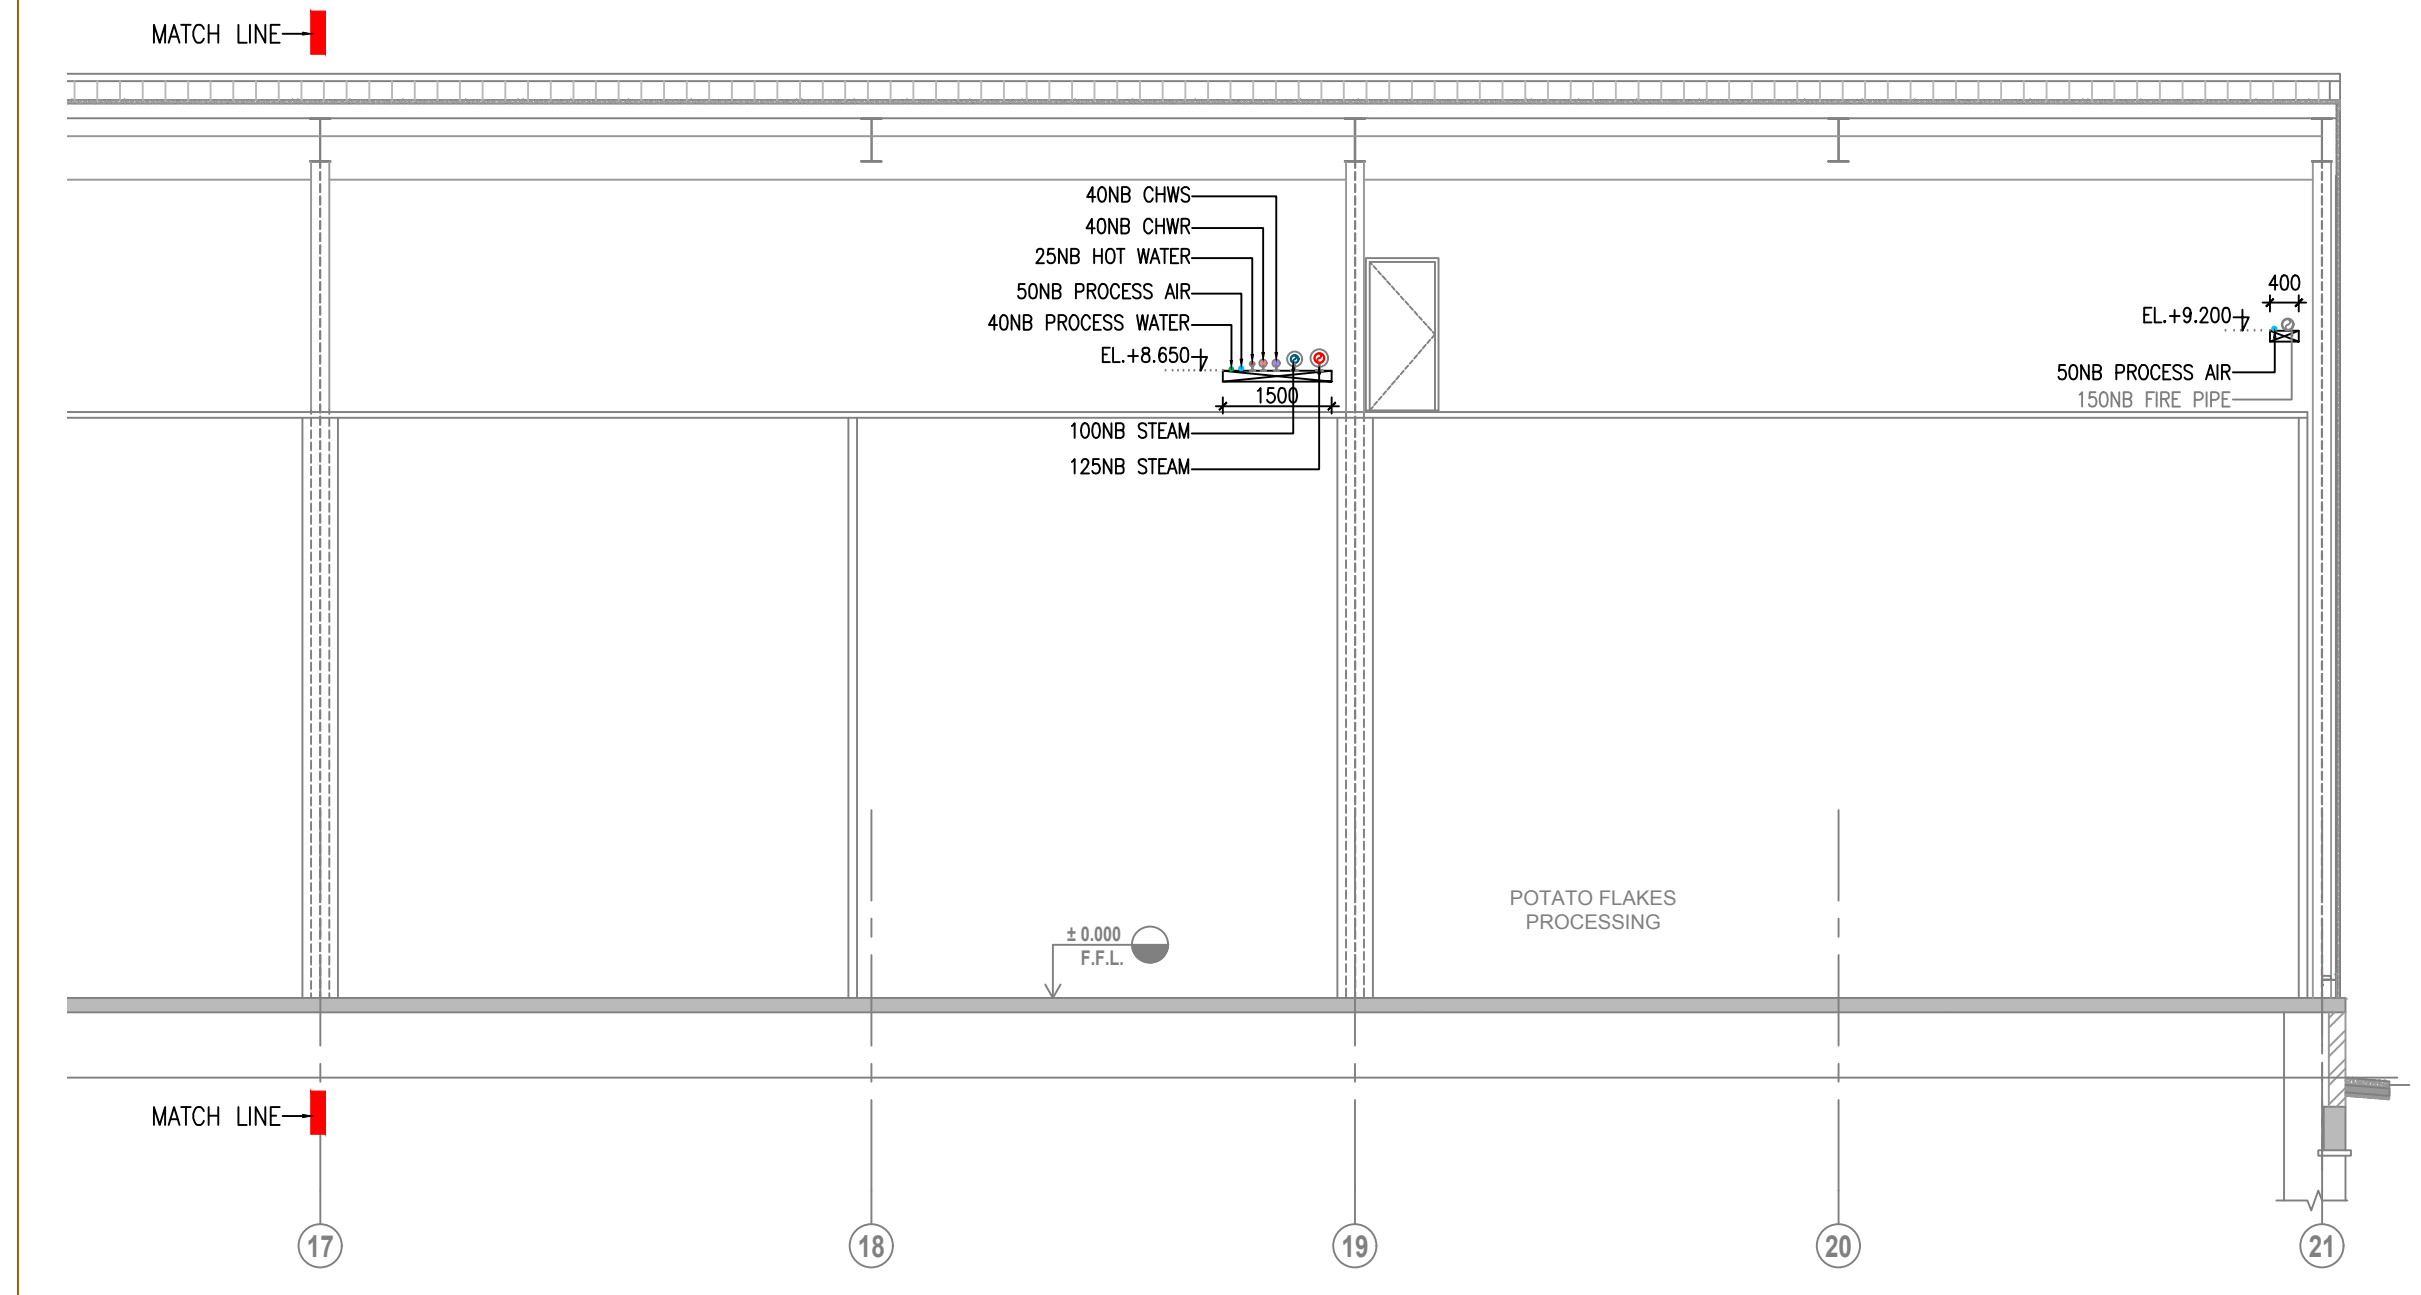 MATCH LINE
40NB CHWS
40NB CHWR
25NB HOT WATER
50NB PROCESS AIR
40NB PROCESS WATER
EL.+8.650
1500
100NB STEAM
125NB STEAM
400
EL.+9.200
50NB PROCESS AIR
150NB FIRE PIPE
POTATO FLAKES
PROCESSING
± 0.000
F.F.L.
MATCH LINE
17
18
19
20
21